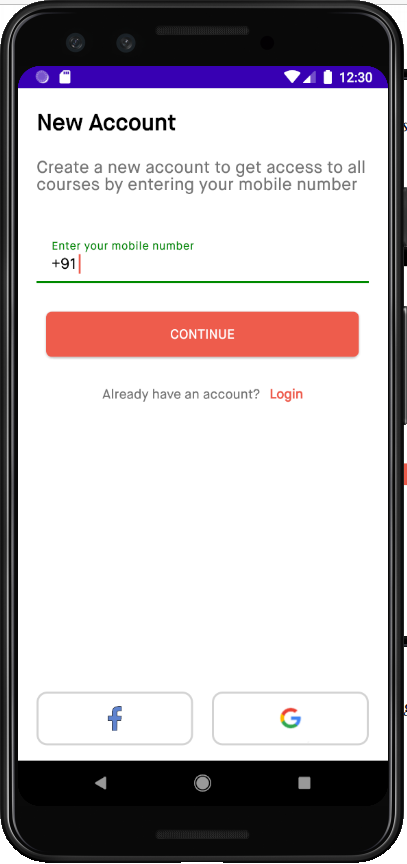 12:30
New Account
Create a new account to get access to all
courses by entering your mobile number
Enter your mobile number
+91
CONTINUE
Already have an account? Login